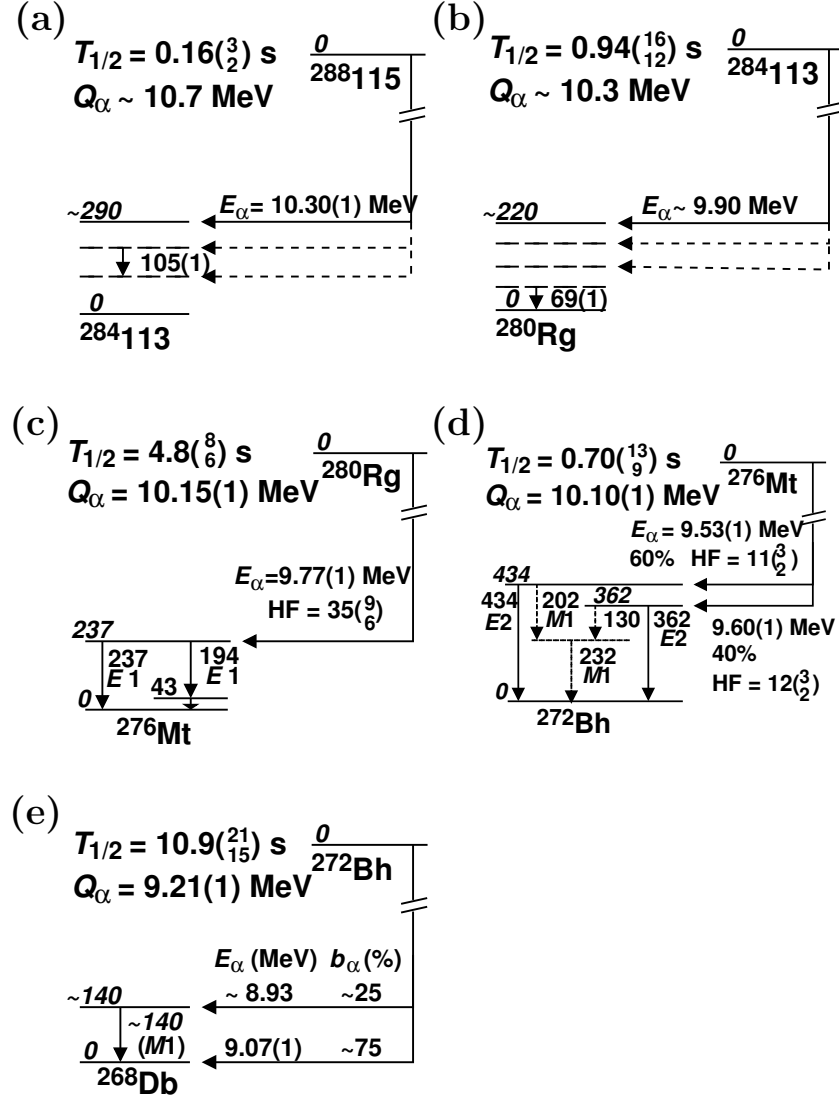 (a)
T1/2 = 0.16(3 2) s
Qα ~ 10.7 MeV
0
288115
~290
Eα = 10.30(1) MeV
105(1)
0
284113
(b)
T1/2 = 0.94(16 12) s
Qα ~ 10.3 MeV
0
284113
~220
Eα ~ 9.90 MeV
0
69(1)
280Rg
(c)
T1/2 = 4.8(8 6) s
Qα = 10.15(1) MeV
0
280Rg
Eα=9.77(1) MeV
HF = 35(9 6)
237
237
E1
194
E1
43
0
276Mt
(d)
T1/2 = 0.70(13 9) s
Qα = 10.10(1) MeV
0
276Mt
Eα = 9.53(1) MeV
60% HF = 11(3 2)
434
362
434
E2
202
M1
130
362
E2
232
M1
9.60(1) MeV
40%
HF = 12(3 2)
0
272Bh
(e)
T1/2 = 10.9(21 15) s
Qα = 9.21(1) MeV
0
272Bh
Eα (MeV) bα (%)
~140
~ 8.93 ~25
~140
(M1)
0
9.07(1) ~75
268Db